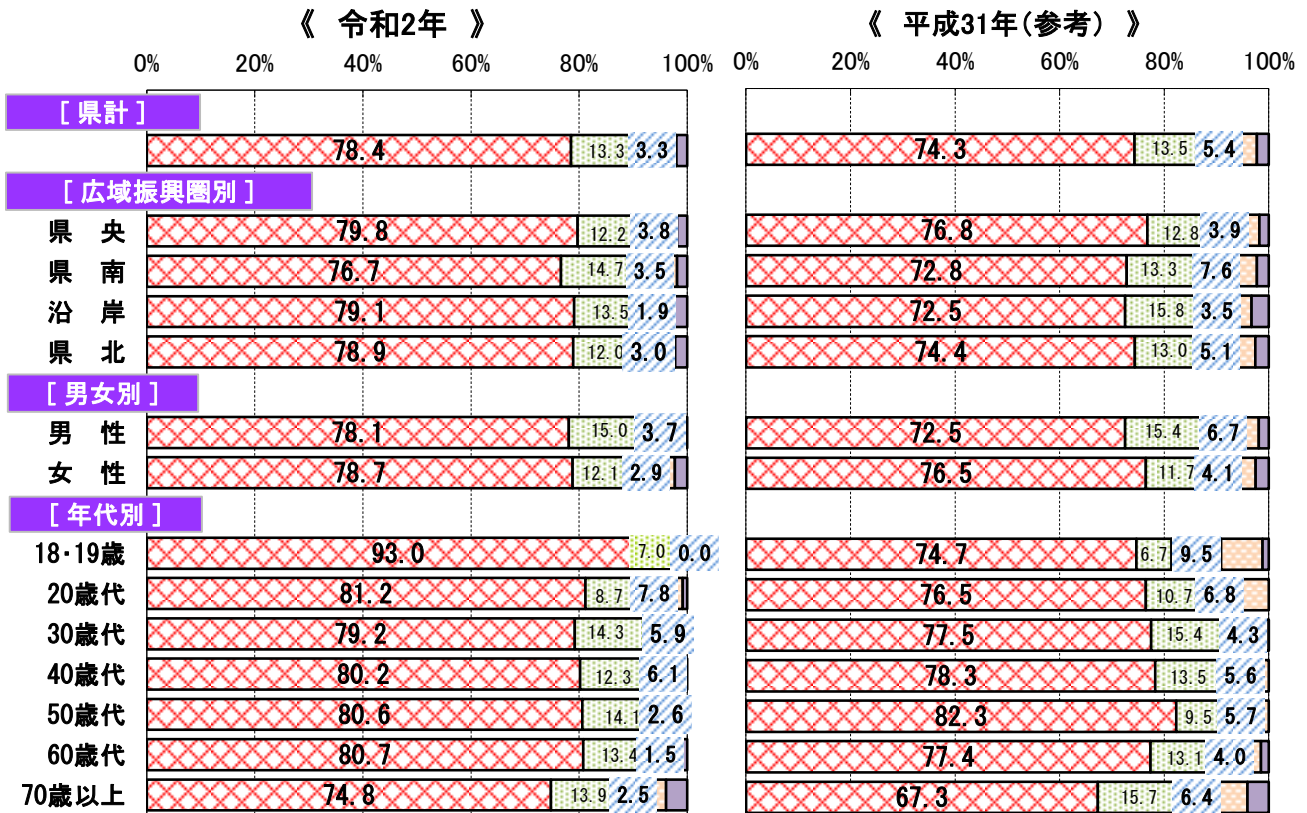 《 令和2年 》 《 平成31年(参考) 》
0% 20% 40% 60% 80% 100% 0% 20% 40% 60% 80% 100%
[ 県計 ]
78.4 13.3 3.3 74.3 13.5 5.4
[ 広域振興圏別 ]
県 央 79.8 12.2 3.8 76.8 12.8 3.9
県 南 76.7 14.7 3.5 72.8 13.3 7.6
沿 岸 79.1 13.5 1.9 72.5 15.8 3.5
県 北 78.9 12.0 3.0 74.4 13.0 5.1
[ 男女別 ]
男 性 78.1 15.0 3.7 72.5 15.4 6.7
女 性 78.7 12.1 2.9 76.5 11.7 4.1
[ 年代別 ]
18・19歳 93.0 7.0 0.0 74.7 6.7 9.5
20歳代 81.2 8.7 7.8 76.5 10.7 6.8
30歳代 79.2 14.3 5.9 77.5 15.4 4.3
40歳代 80.2 12.3 6.1 78.3 13.5 5.6
50歳代 80.6 14.1 2.6 82.3 9.5 5.7
60歳代 80.7 13.4 1.5 77.4 13.1 4.0
70歳以上 74.8 13.9 2.5 67.3 15.7 6.4